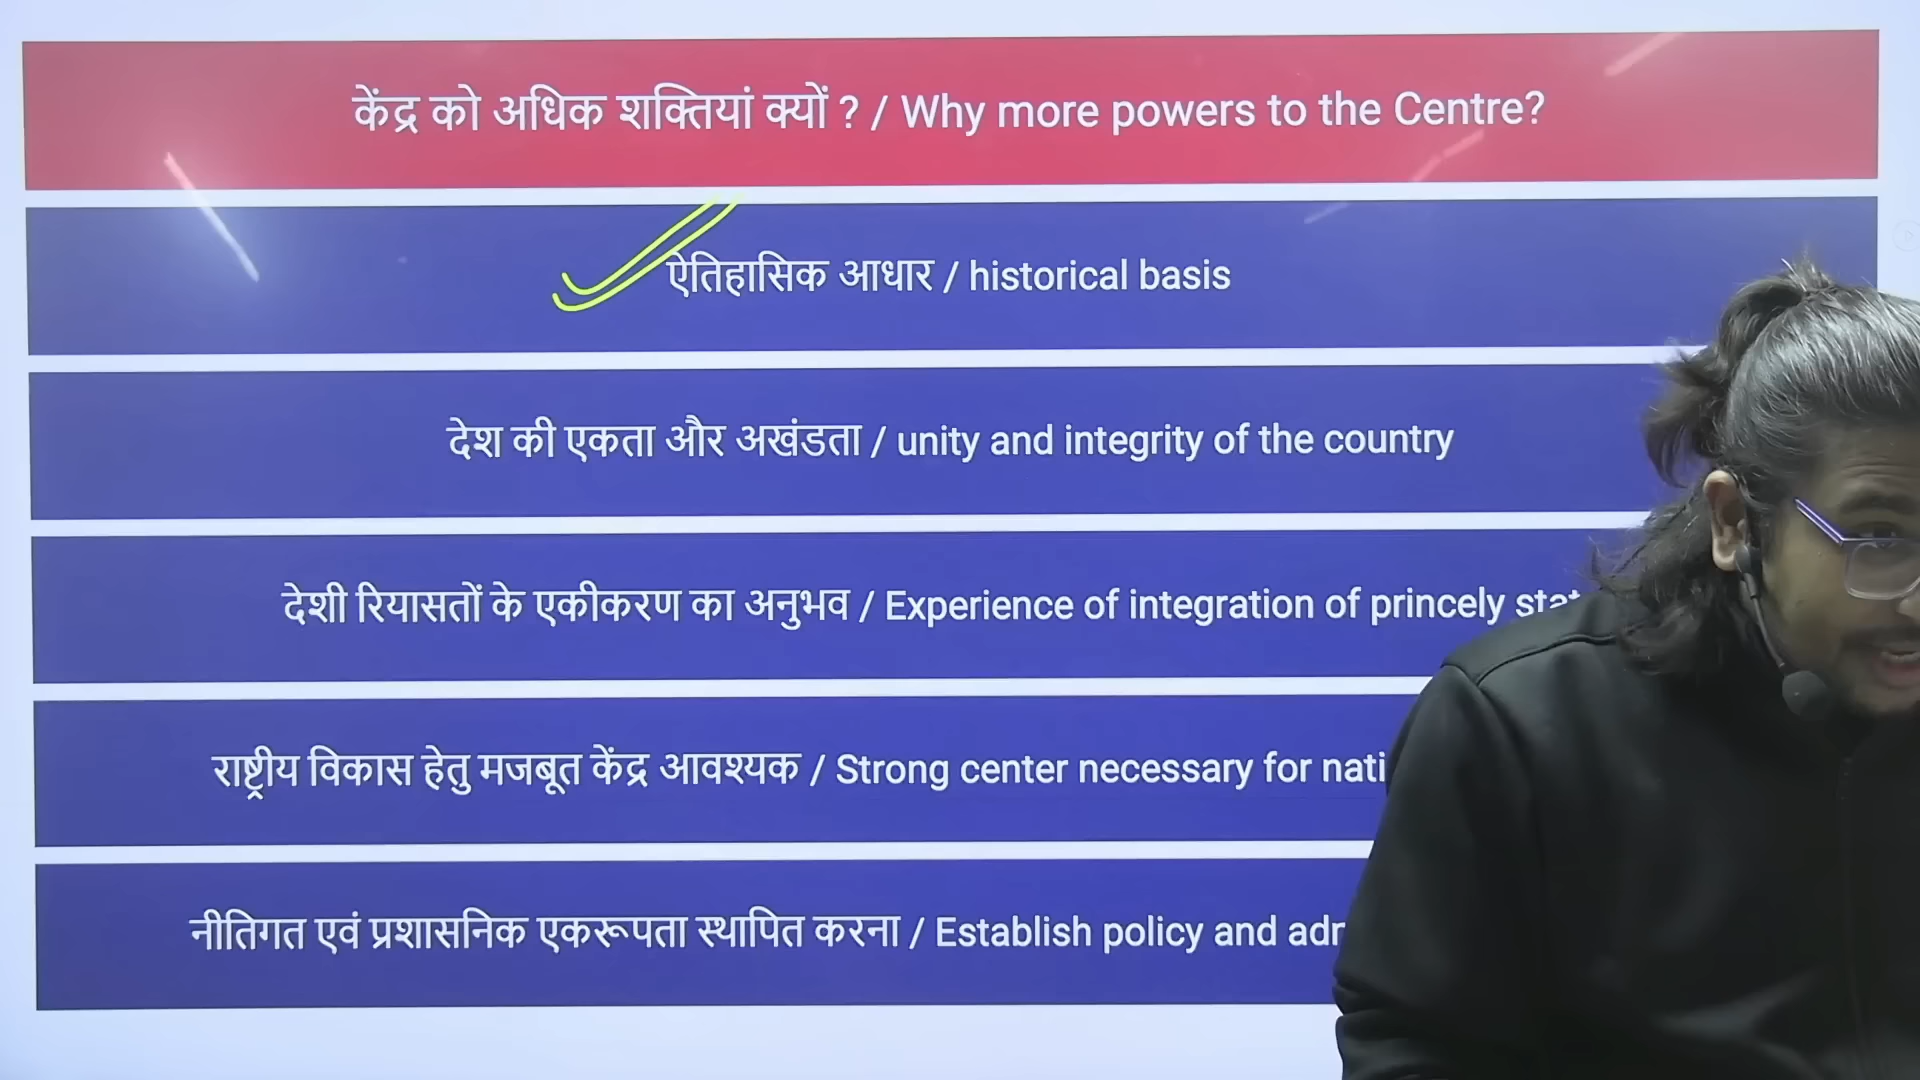 केंद्र को अधिक शक्तियां क्यों ? / Why more powers to the Centre?
ऐतिहासिक आधार / historical basis
देश की एकता और अखंडता / unity and integrity of the country
देशी रियासतों के एकीकरण का अनुभव / Experience of integration of princely
राष्ट्रीय विकास हेतु मजबूत केंद्र आवश्यक / Strong center necessary for
नीतिगत एवं प्रशासनिक एकरूपता स्थापित करना / Establish policy and